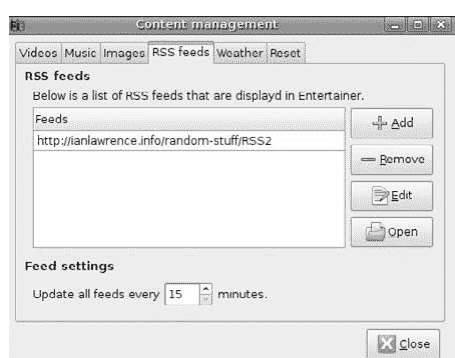 Content management
Videos Music Images RSS feeds Weather Reset
RSS feeds
Below is a list of RSS feeds that are displayd in Entertainer.
Feeds
http://ianlawrence.info/random-stuff/RSS2
Add
Remove
Edit
Open
Feed settings
Update all feeds every 15 minutes.
Close